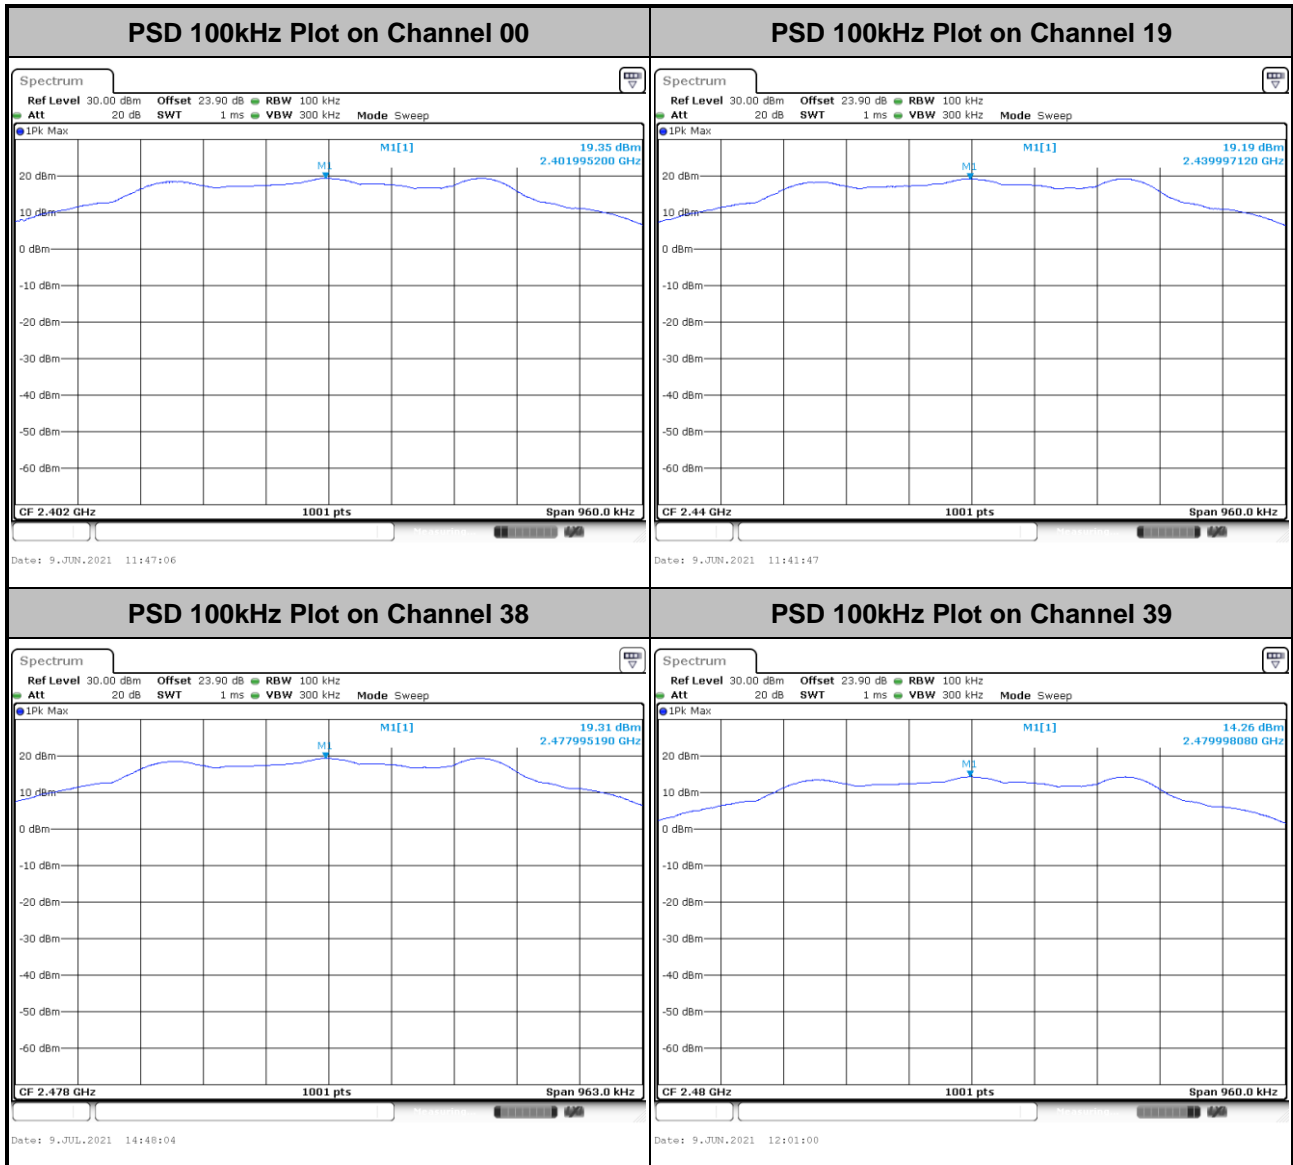 PSD 100kHz Plot on Channel 00
Spectrum
Ref Level 30.00 dBm Offset 23.90 dB RBW 100 kHz
Att 20 dB SWT 1 ms VBW 300 kHz Mode Sweep
1Pk Max
M1[1] 19.35 dBm
2.401995200 GHz
M1
20 dBm
10 dBm
0 dBm
-10 dBm
-20 dBm
-30 dBm
-40 dBm
-50 dBm
-60 dBm
CF 2.402 GHz 1001 pts Span 960.0 kHz
Date: 9.JUN.2021 11:47:06
PSD 100kHz Plot on Channel 19
Spectrum
Ref Level 30.00 dBm Offset 23.90 dB RBW 100 kHz
Att 20 dB SWT 1 ms VBW 300 kHz Mode Sweep
1Pk Max
M1[1] 19.19 dBm
2.439997120 GHz
M1
20 dBm
10 dBm
0 dBm
-10 dBm
-20 dBm
-30 dBm
-40 dBm
-50 dBm
-60 dBm
CF 2.44 GHz 1001 pts Span 960.0 kHz
Measuring...
Date: 9.JUN.2021 11:41:47
PSD 100kHz Plot on Channel 38
Spectrum
Ref Level 30.00 dBm Offset 23.90 dB RBW 100 kHz
Att 20 dB SWT 1 ms VBW 300 kHz Mode Sweep
1Pk Max
M1[1] 19.31 dBm
2.477995190 GHz
M1
20 dBm
10 dBm
0 dBm
-10 dBm
-20 dBm
-30 dBm
-40 dBm
-50 dBm
-60 dBm
CF 2.478 GHz 1001 pts Span 963.0 kHz
Measuring...
Date: 9.JUL.2021 14:48:04
PSD 100kHz Plot on Channel 39
Spectrum
Ref Level 30.00 dBm Offset 23.90 dB RBW 100 kHz
Att 20 dB SWT 1 ms VBW 300 kHz Mode Sweep
1Pk Max
M1[1] 14.26 dBm
2.479998080 GHz
M1
20 dBm
10 dBm
0 dBm
-10 dBm
-20 dBm
-30 dBm
-40 dBm
-50 dBm
-60 dBm
CF 2.48 GHz 1001 pts Span 960.0 kHz
Date: 9.JUN.2021 12:01:00